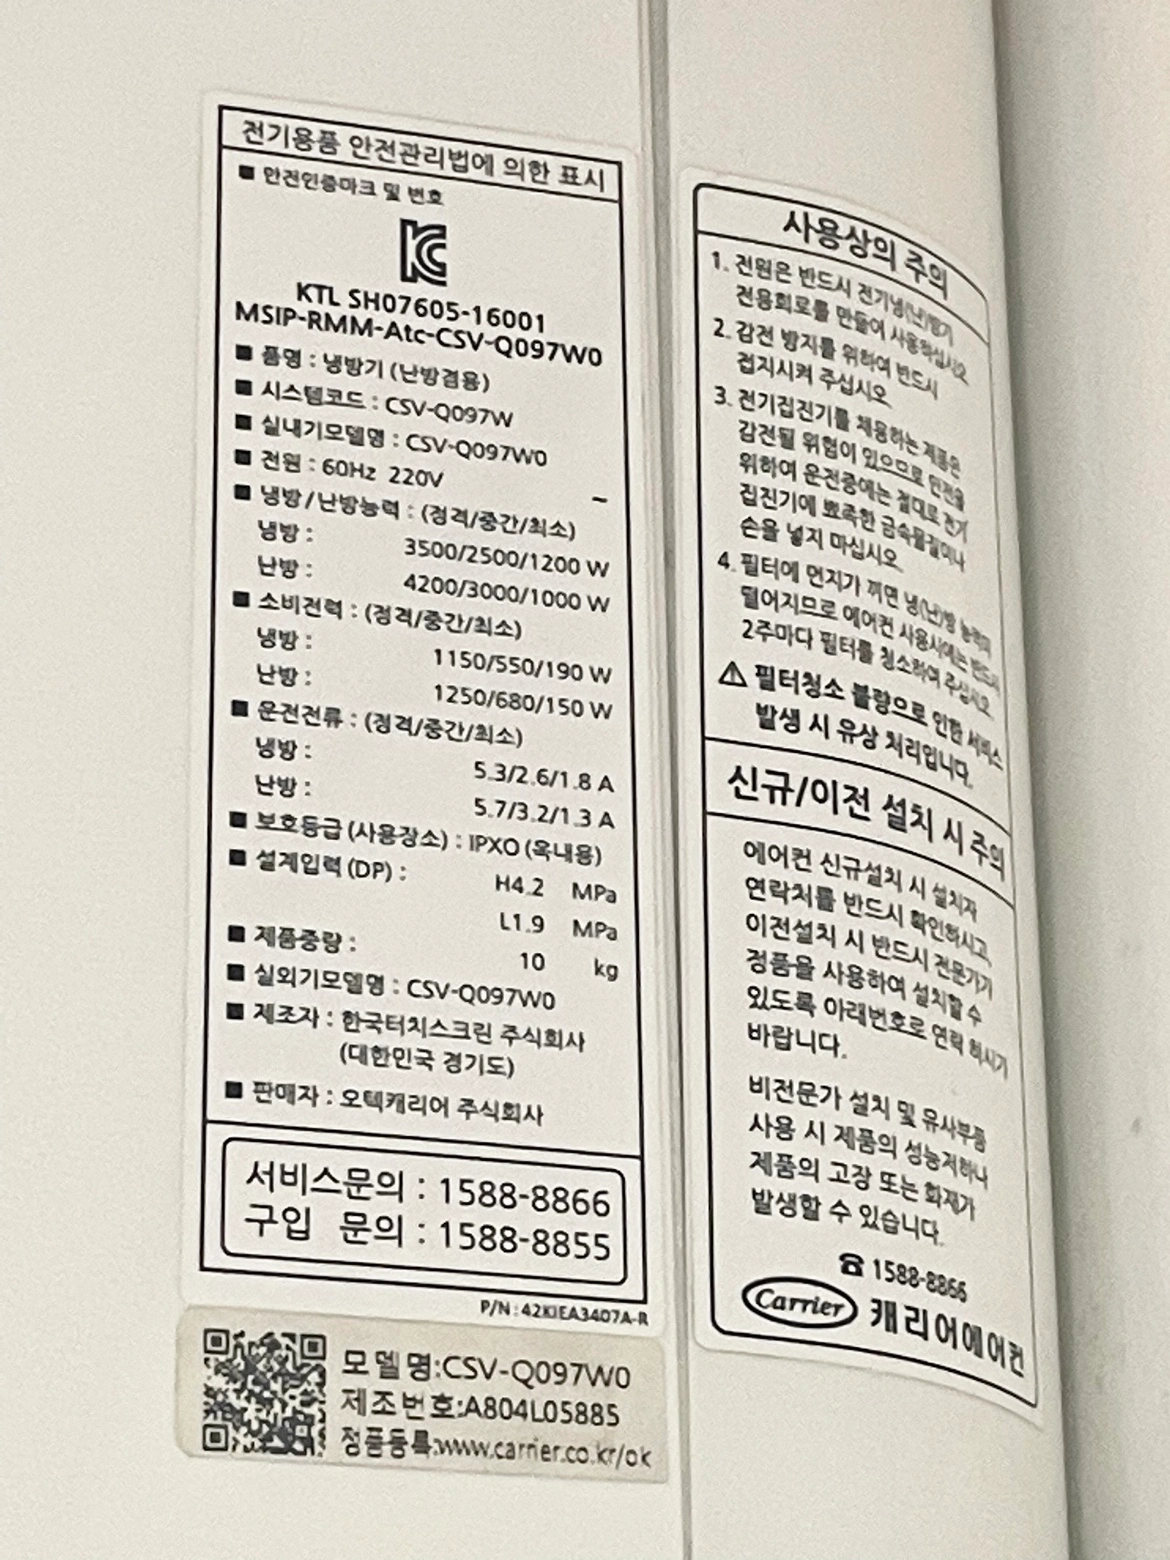 전기용품 안전관리법에 의한 표시
■ 안전인증마크 및 번호
KTL SH07605-16001
MSIP-RMM-Atc-CSV-Q097W0
■ 품명 : 냉방기 (난방겸용)
■ 시스템코드 : CSV-Q097W
■ 실내기모델명 : CSV-Q097W0
■ 전원 : 60Hz 220V ~
■ 냉방/난방능력 : (정격/중간/최소)
냉방 : 3500/2500/1200 W
난방 : 4200/3000/1000 W
■ 소비전력 : (정격/중간/최소)
냉방 : 1150/550/190 W
난방 : 1250/680/150 W
■ 운전전류 : (정격/중간/최소)
냉방 : 5.3/2.6/1.8 A
난방 : 5.7/3.2/1.3 A
■ 보호등급 (사용장소) : IPXO (옥내용)
■ 설계압력 (DP) : H4.2 MPa
L1.9 MPa
■ 제품중량 : 10 kg
■ 실외기모델명 : CSV-Q097W0
■ 제조자 : 한국터치스크린 주식회사
(대한민국 경기도)
■ 판매자 : 오텍캐리어 주식회사
서비스문의 : 1588-8866
구입 문의 : 1588-8855
P/N : 42KIEA3407A-R
모델명:CSV-Q097W0
제조번호:A804L05885
정품등록:www.carrier.co.kr/ok
사용상의 주의
1. 전원은 반드시 전기냉(난)방기
전용회로를 만들어 사용하십시오.
2. 감전 방지를 위하여 반드시
접지시켜 주십시오.
3. 전기집진기를 채용하는 제품은
감전될 위험이 있으므로 안전을
위하여 운전중에는 절대로 전기
집진기에 뾰족한 금속물질이나
손을 넣지 마십시오.
4. 필터에 먼지가 끼면 냉(난)방 능력이
떨어지므로 에어컨 사용시에는 반드시
2주마다 필터를 청소하여 주십시오.
⚠ 필터청소 불량으로 인한 서비스
발생 시 유상 처리입니다.
신규/이전 설치 시 주의
에어컨 신규설치 시 설치자
연락처를 반드시 확인하시고,
이전설치 시 반드시 전문가가
정품을 사용하여 설치할 수
있도록 아래번호로 연락 하시기
바랍니다.
비전문가 설치 및 유사부품
사용 시 제품의 성능저하나
제품의 고장 또는 화재가
발생할 수 있습니다.
☎ 1588-8866
Carrier 캐리어에어컨